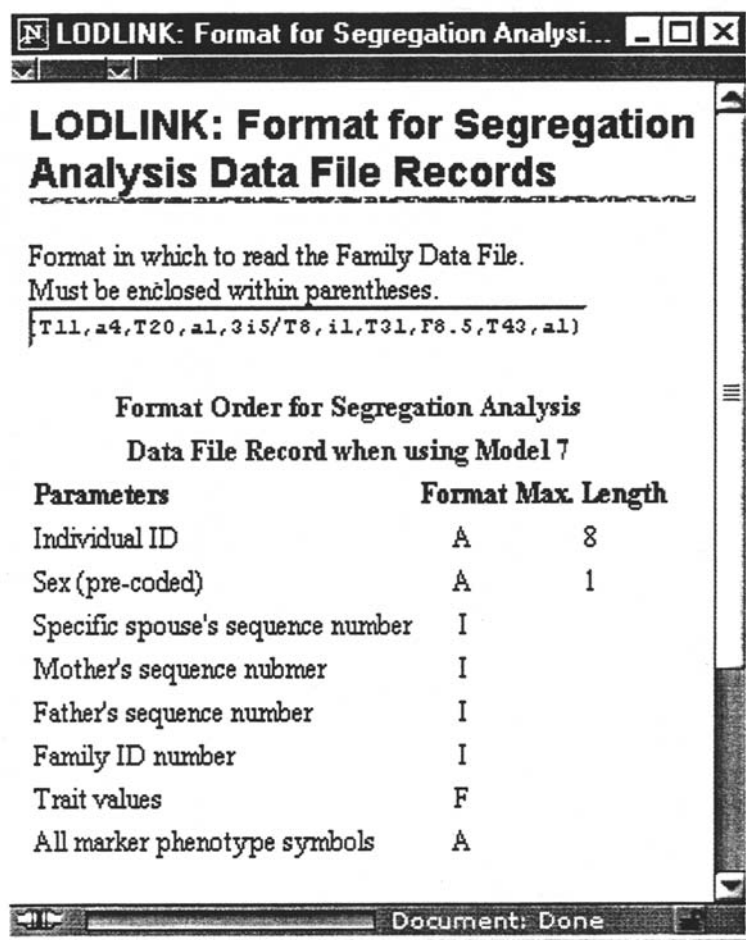 LODLINK: Format for Segregation Analysi...
LODLINK: Format for Segregation
Analysis Data File Records
Format in which to read the Family Data File.
Must be enclosed within parentheses.
(T11,a4,T20,a1,3i5/T8,i1,T31,F8.5,T43,a1)
Format Order for Segregation Analysis
Data File Record when using Model 7
Parameters Format Max. Length
Individual ID A 8
Sex (pre-coded) A 1
Specific spouse's sequence number I
Mother's sequence nubmer I
Father's sequence number I
Family ID number I
Trait values F
All marker phenotype symbols A
Document: Done